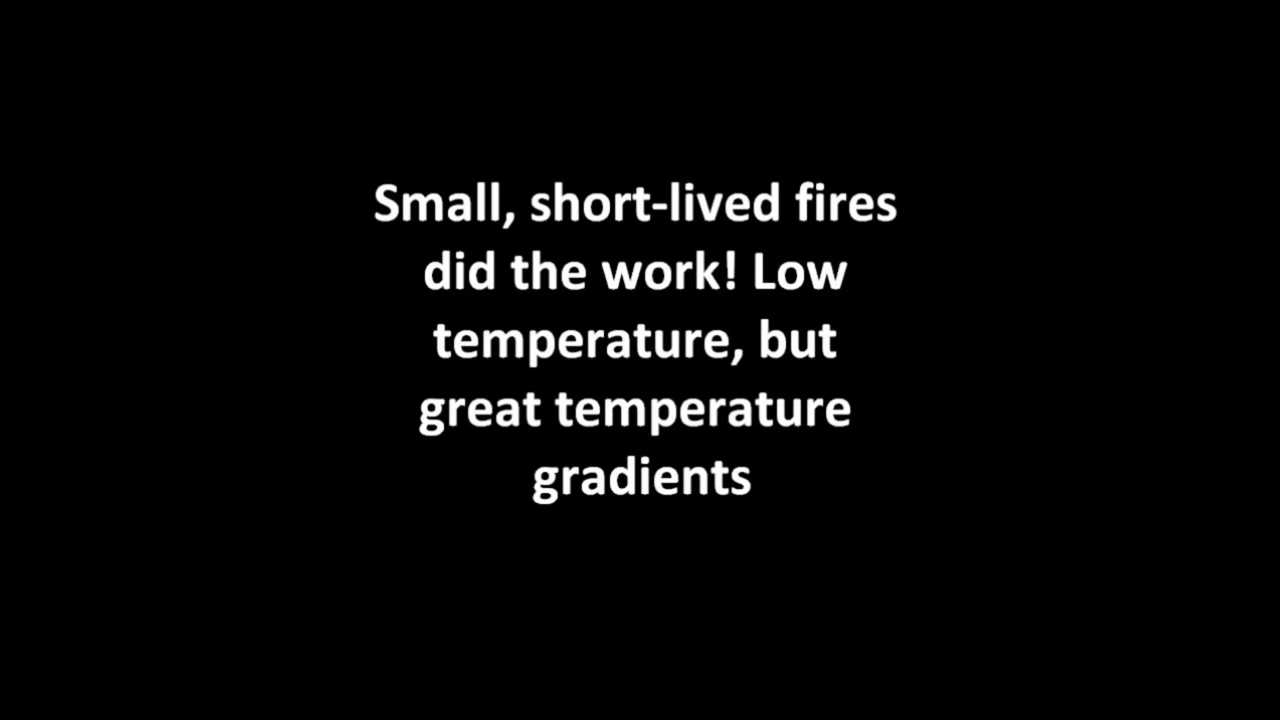 Small, short-lived fires
did the work! Low
temperature, but
great temperature
gradients